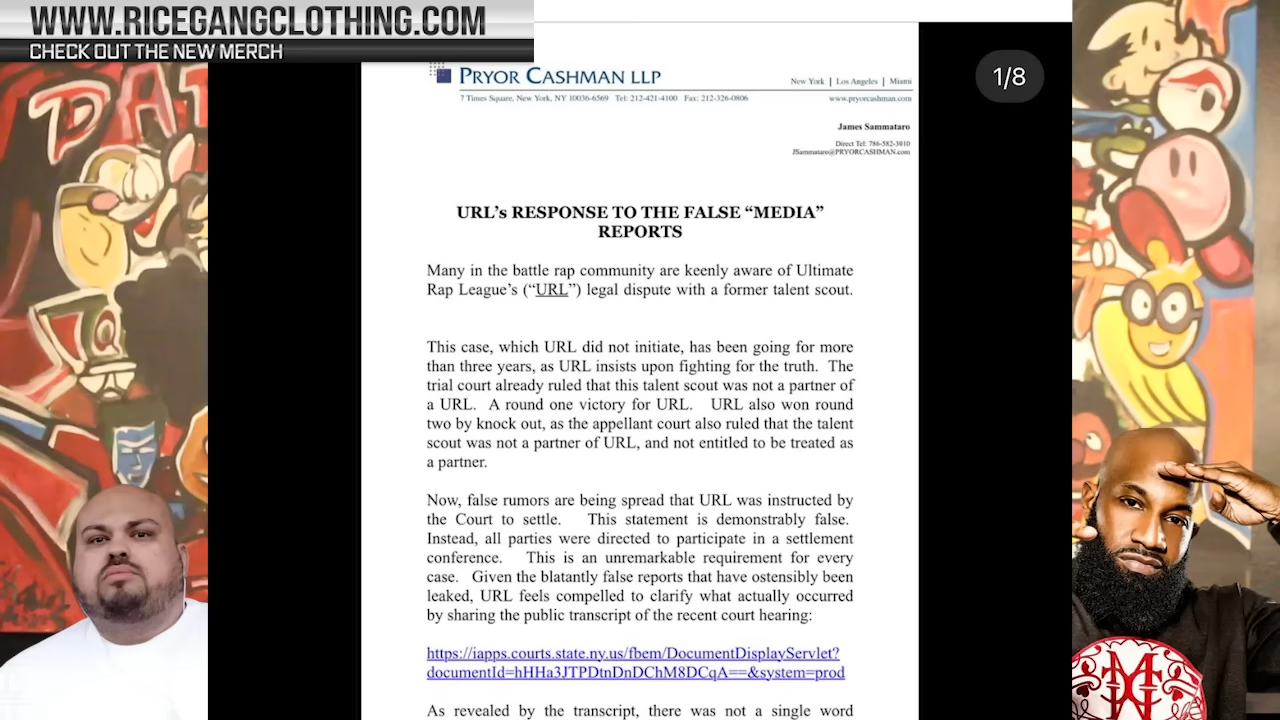 WWW.RICEGANGCLOTHING.COM
CHECK OUT THE NEW MERCH
1/8
PRYOR CASHMAN LLP
New York | Los Angeles | Miami
7 Times Square, New York, NY 10036-6569 Tel: 212-421-4100 Fax: 212-326-0806
www.pryorcashman.com
James Sammataro
Direct Tel: 786-582-3010
JSammataro@PRYORCASHMAN.com
URL’s RESPONSE TO THE FALSE “MEDIA”
REPORTS
Many in the battle rap community are keenly aware of Ultimate
Rap League’s (“URL”) legal dispute with a former talent scout.
This case, which URL did not initiate, has been going for more
than three years, as URL insists upon fighting for the truth. The
trial court already ruled that this talent scout was not a partner of
a URL. A round one victory for URL. URL also won round
two by knock out, as the appellant court also ruled that the talent
scout was not a partner of URL, and not entitled to be treated as
a partner.
Now, false rumors are being spread that URL was instructed by
the Court to settle. This statement is demonstrably false.
Instead, all parties were directed to participate in a settlement
conference. This is an unremarkable requirement for every
case. Given the blatantly false reports that have ostensibly been
leaked, URL feels compelled to clarify what actually occurred
by sharing the public transcript of the recent court hearing:
https://iapps.courts.state.ny.us/fbem/DocumentDisplayServlet?
documentId=hHHa3JTPDtnDnDChM8DCqA==&system=prod
As revealed by the transcript, there was not a single word